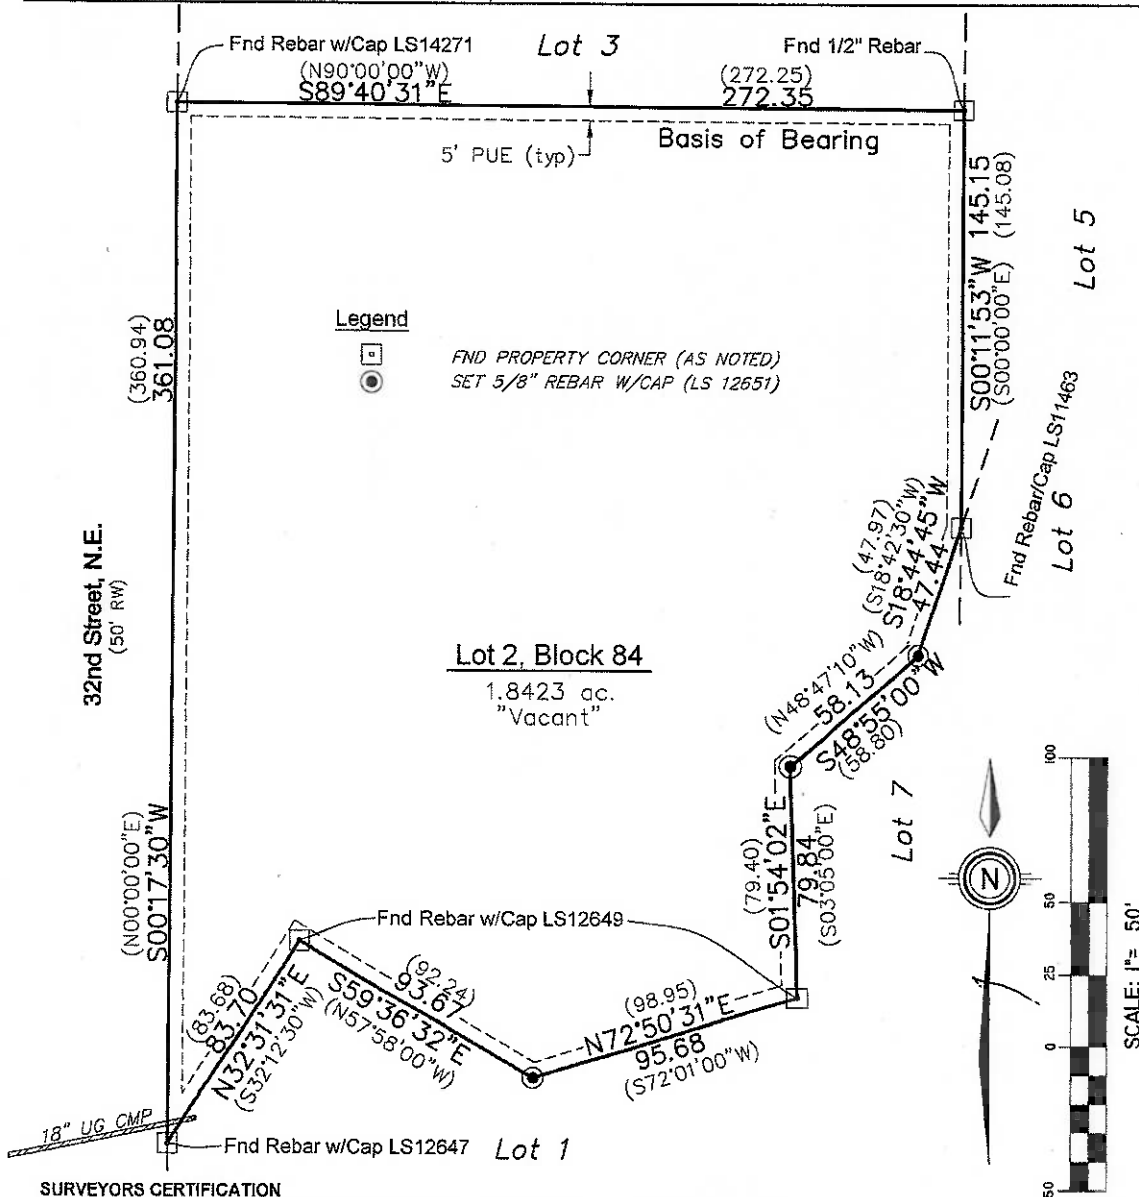 Fnd Rebar w/Cap LS14271
Lot 3
Fnd 1/2" Rebar
(N90°00'00"W)
S89°40'31"E
(272.25)
272.35
5' PUE (typ)
Basis of Bearing
S00°11'53"W 145.15
(S00°00'00"E) (145.08)
Lot 5
(360.94)
361.08
Legend
FND PROPERTY CORNER (AS NOTED)
SET 5/8" REBAR W/CAP (LS 12651)
Fnd Rebar/Cap LS11463
Lot 6
(47.97)
(S18°42'30"W)
S18°44'45"W
47.44
32nd Street, N.E.
(50' RW)
Lot 2, Block 84
1.8423 ac.
"Vacant"
(N48°47'10"W)
58.13
S48°55'00"W
(58.80)
Lot 7
(N00°00'00"E)
S00°17'30"W
(79.40)
S01°54'02"E
79.84
(S03°05'00"E)
Fnd Rebar w/Cap LS12649
(83.68)
83.70
N32°31'31"E
(S32°12'30"W)
(92.24)
93.67
S59°36'32"E
(N57°58'00"W)
(98.95)
N72°50'31"E
95.68
(S72°01'00"W)
N
100
50
25
0
50
SCALE: 1"= 50'
18" UG CMP
Fnd Rebar w/Cap LS12647
Lot 1
SURVEYORS CERTIFICATION